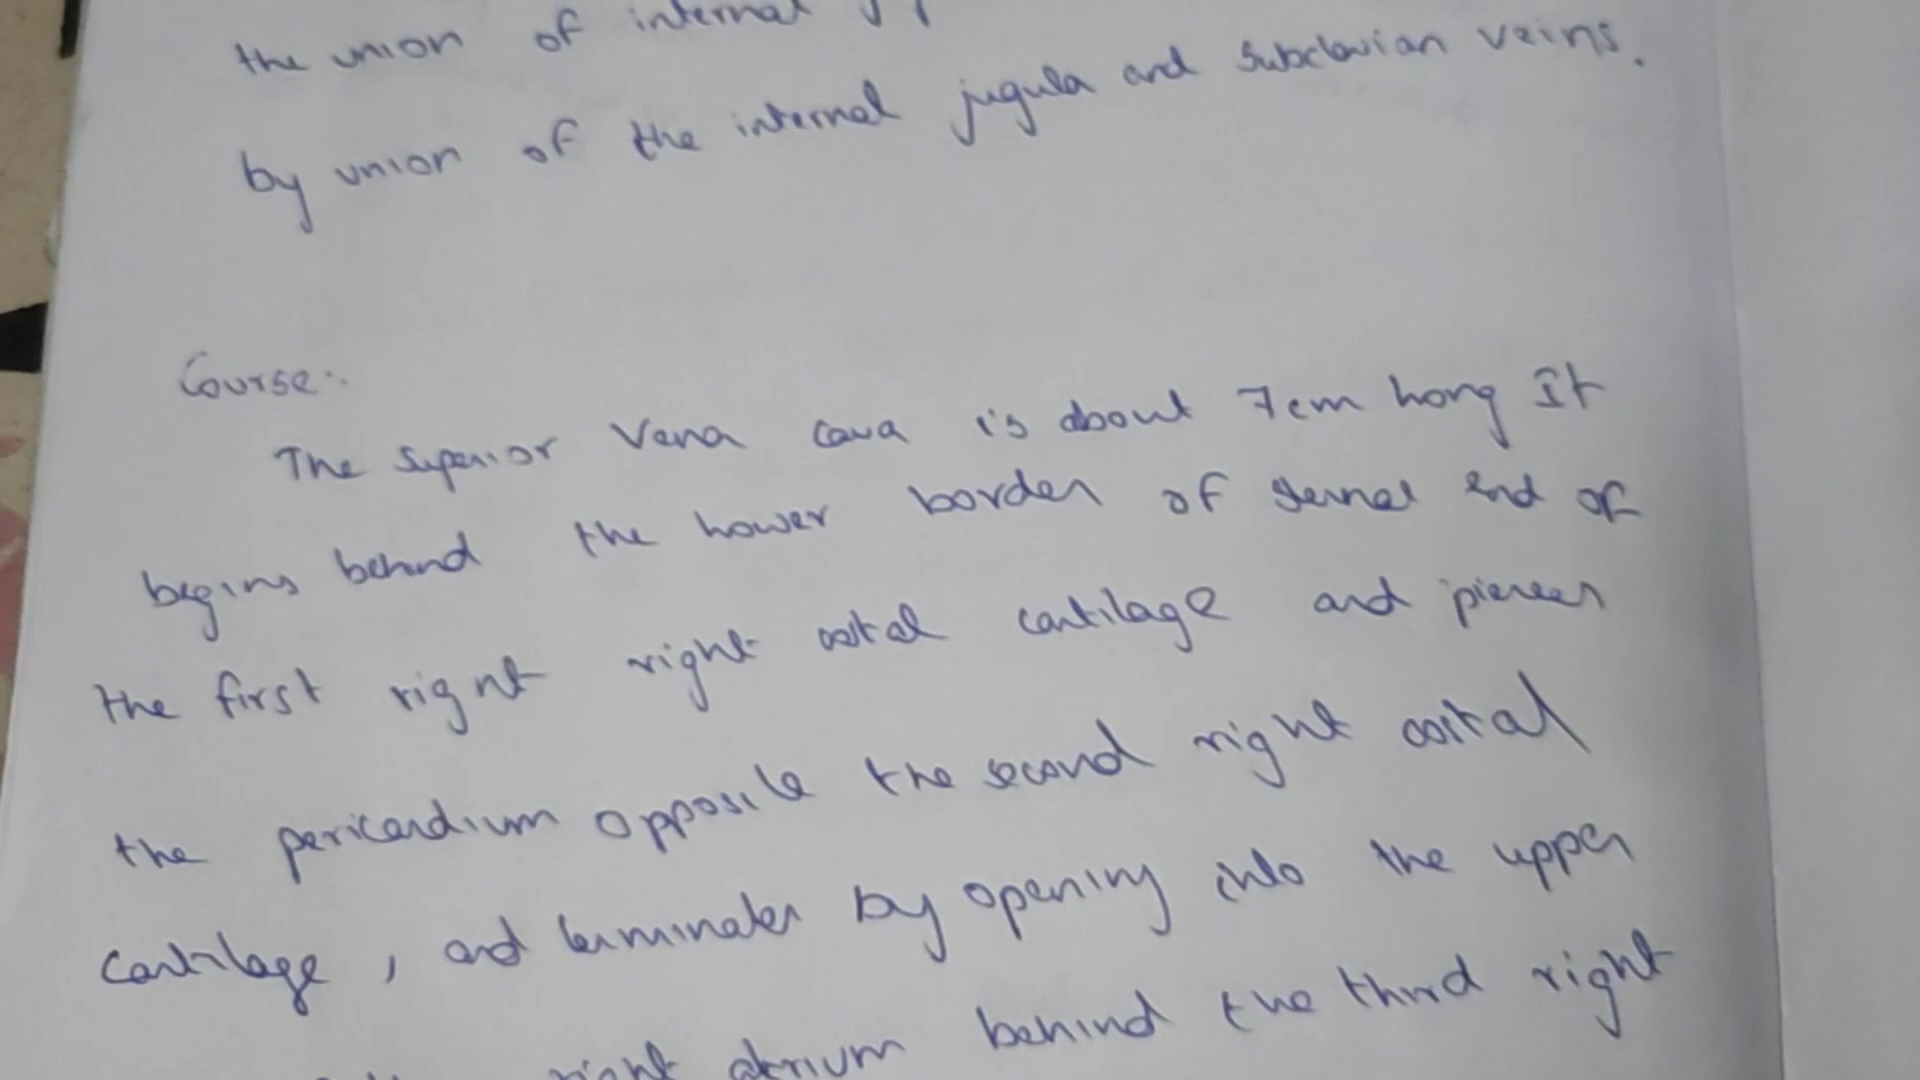 the union of internal
by union of the internal jugula and Subclavian veins.
Course:
The Superior Vena cava is about 7cm long It
begins behind the lower border of sternal end of
the first right right costal cartilage and pierces
the pericardium opposite the second right costal
cartilage, and terminates by opening into the upper
right atrium behind the third right